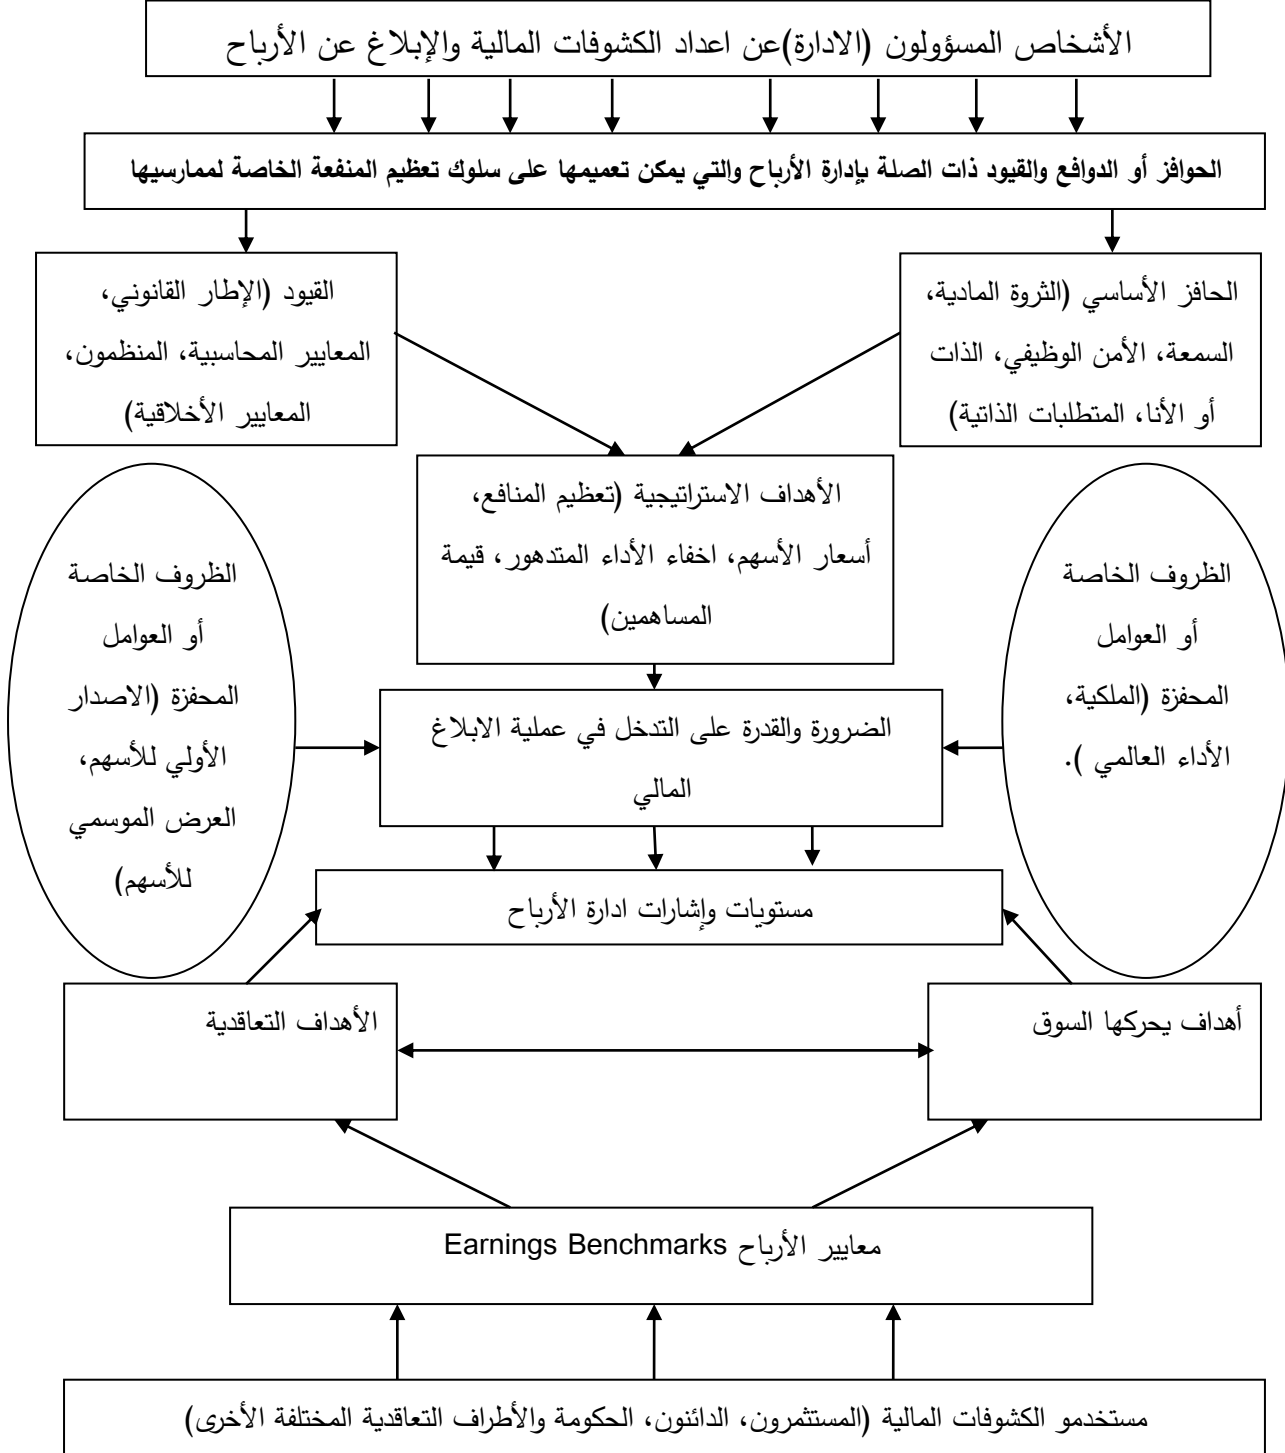 الأشخاص المسؤولون (الادارة)عن اعداد الكشوفات المالية والإبلاغ عن الأرباح
الحوافز أو الدوافع والقيود ذات الصلة بإدارة الأرباح والتي يمكن تعميمها على سلوك تعظيم المنفعة الخاصة لممارسيها
الحافز الأساسي (الثروة المادية،
السمعة، الأمن الوظيفي، الذات
أو الأنا، المتطلبات الذاتية)
القيود (الإطار القانوني،
المعايير المحاسبية، المنظمون،
المعايير الأخلاقية)
الأهداف الاستراتيجية (تعظيم المنافع،
أسعار الأسهم، اخفاء الأداء المتدهور، قيمة
المساهمين)
الظروف الخاصة
أو العوامل
المحفزة (الملكية،
الأداء العالمي ).
الظروف الخاصة
أو العوامل
المحفزة (الاصدار
الأولي للأسهم،
العرض الموسمي
للأسهم)
الضرورة والقدرة على التدخل في عملية الابلاغ
المالي
مستويات وإشارات ادارة الأرباح
أهداف يحركها السوق
الأهداف التعاقدية
معايير الأرباح Earnings Benchmarks
مستخدمو الكشوفات المالية (المستثمرون، الدائنون، الحكومة والأطراف التعاقدية المختلفة الأخرى)